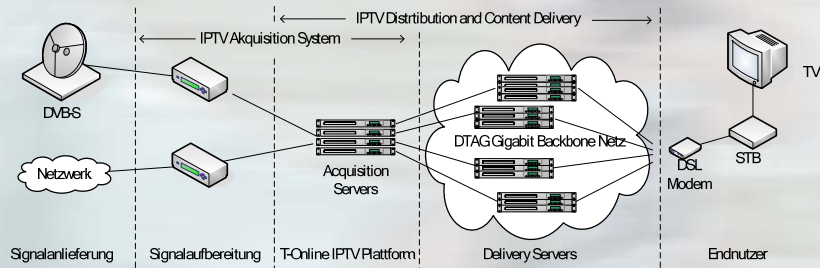 IPTV Distrtibution and Content Delivery
IPTV Akquisition System
TV
DVB-S
DTAG Gigabit Backbone Netz
STB
DSL
Modem
Netzwerk
Acquisition
Servers
Signalanlieferung
Signalaufbereitung
T-Online IPTV Plattform
Delivery Servers
Endnutzer